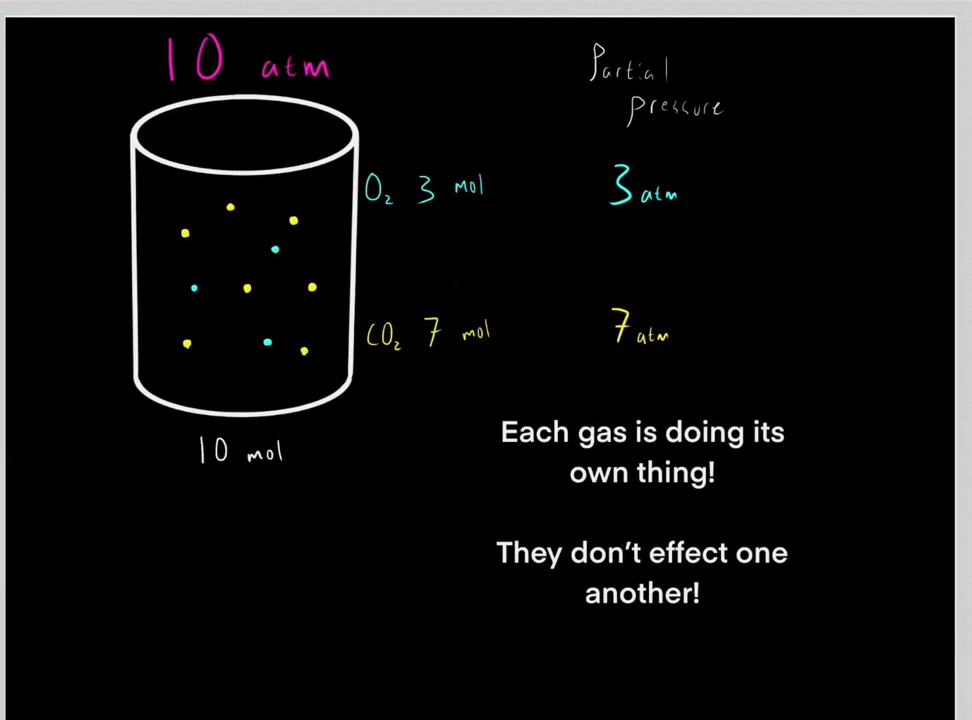 10 atm
Partial
pressure
O₂ 3 mol 3 atm
CO₂ 7 mol 7 atm
10 mol
Each gas is doing its
own thing!
They don’t effect one
another!